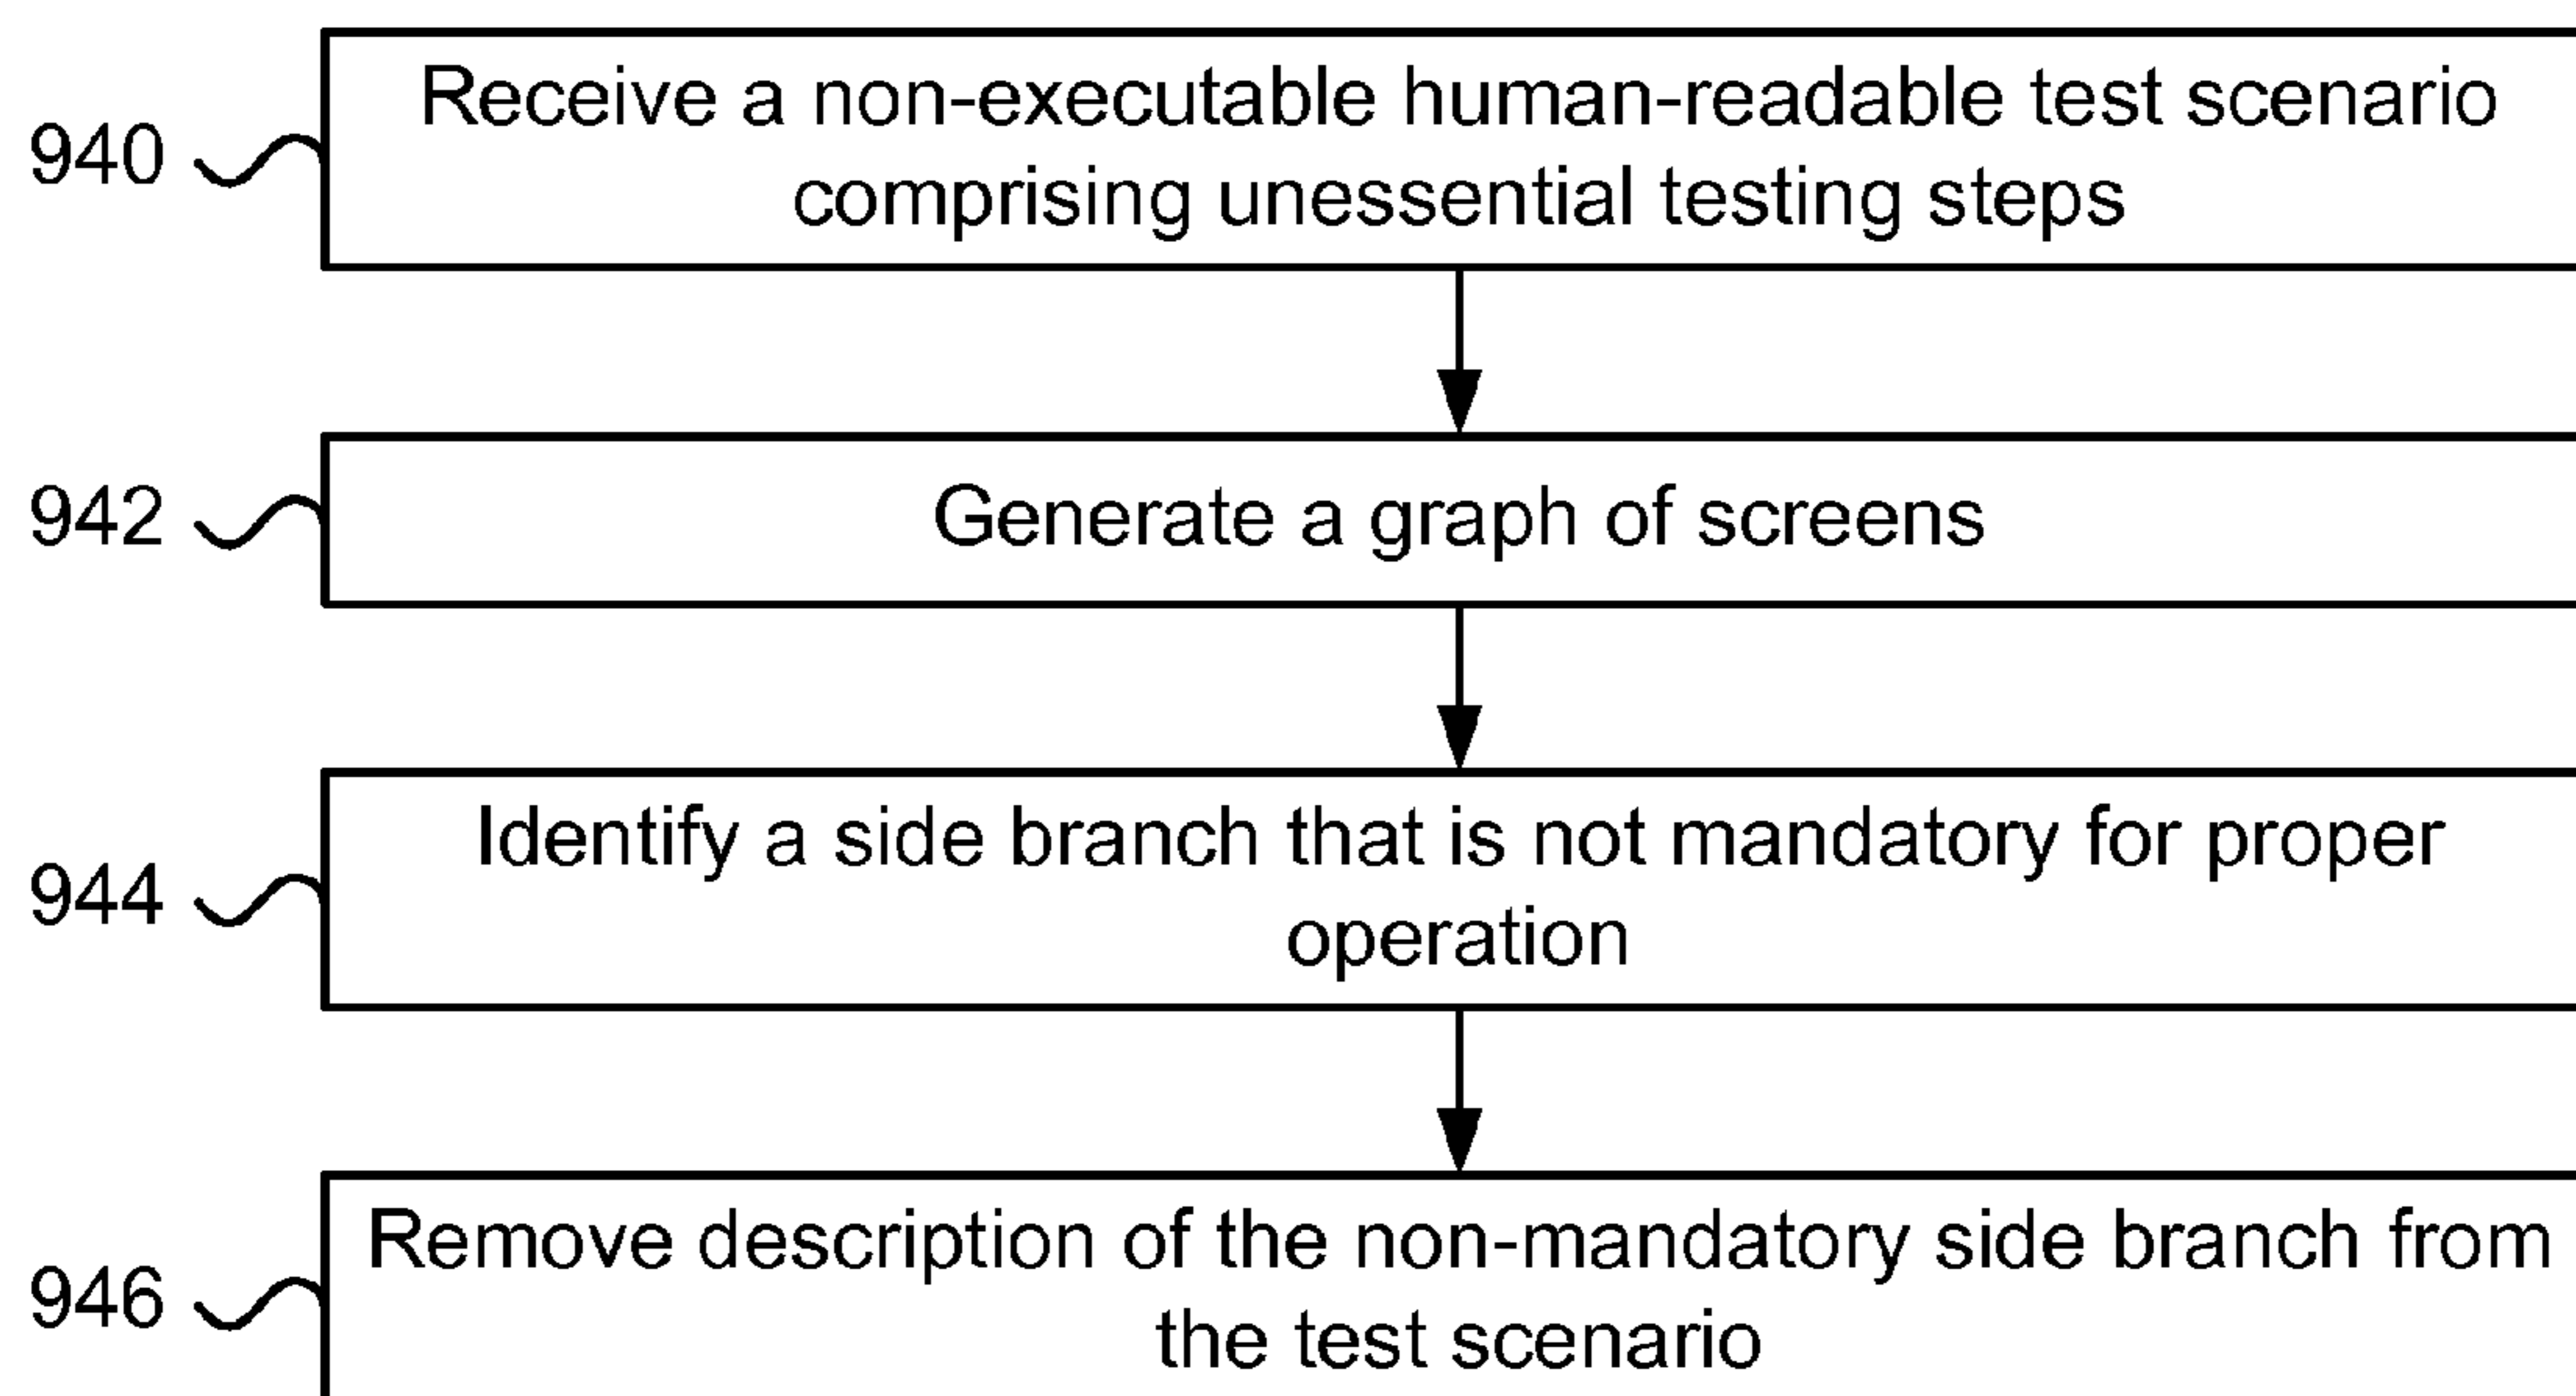 940
Receive a non-executable human-readable test scenario
comprising unessential testing steps
942
Generate a graph of screens
944
Identify a side branch that is not mandatory for proper
operation
946
Remove description of the non-mandatory side branch from
the test scenario